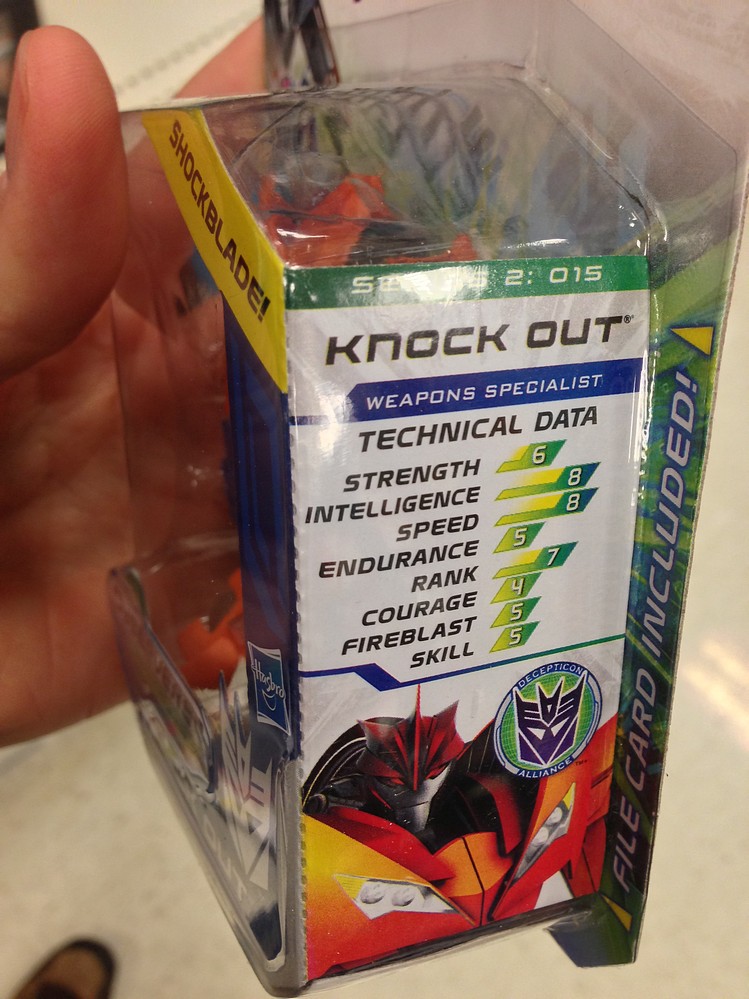 SHOCKBLADE!
2: 015
KNOCK OUT®
WEAPONS SPECIALIST
TECHNICAL DATA
STRENGTH 6
INTELLIGENCE 8
SPEED 8
ENDURANCE 5
RANK 7
COURAGE 4
FIREBLAST 5
SKILL 5
Hasbro
DECEPTICON
ALLIANCE™
FILE CARD INCLUDED!